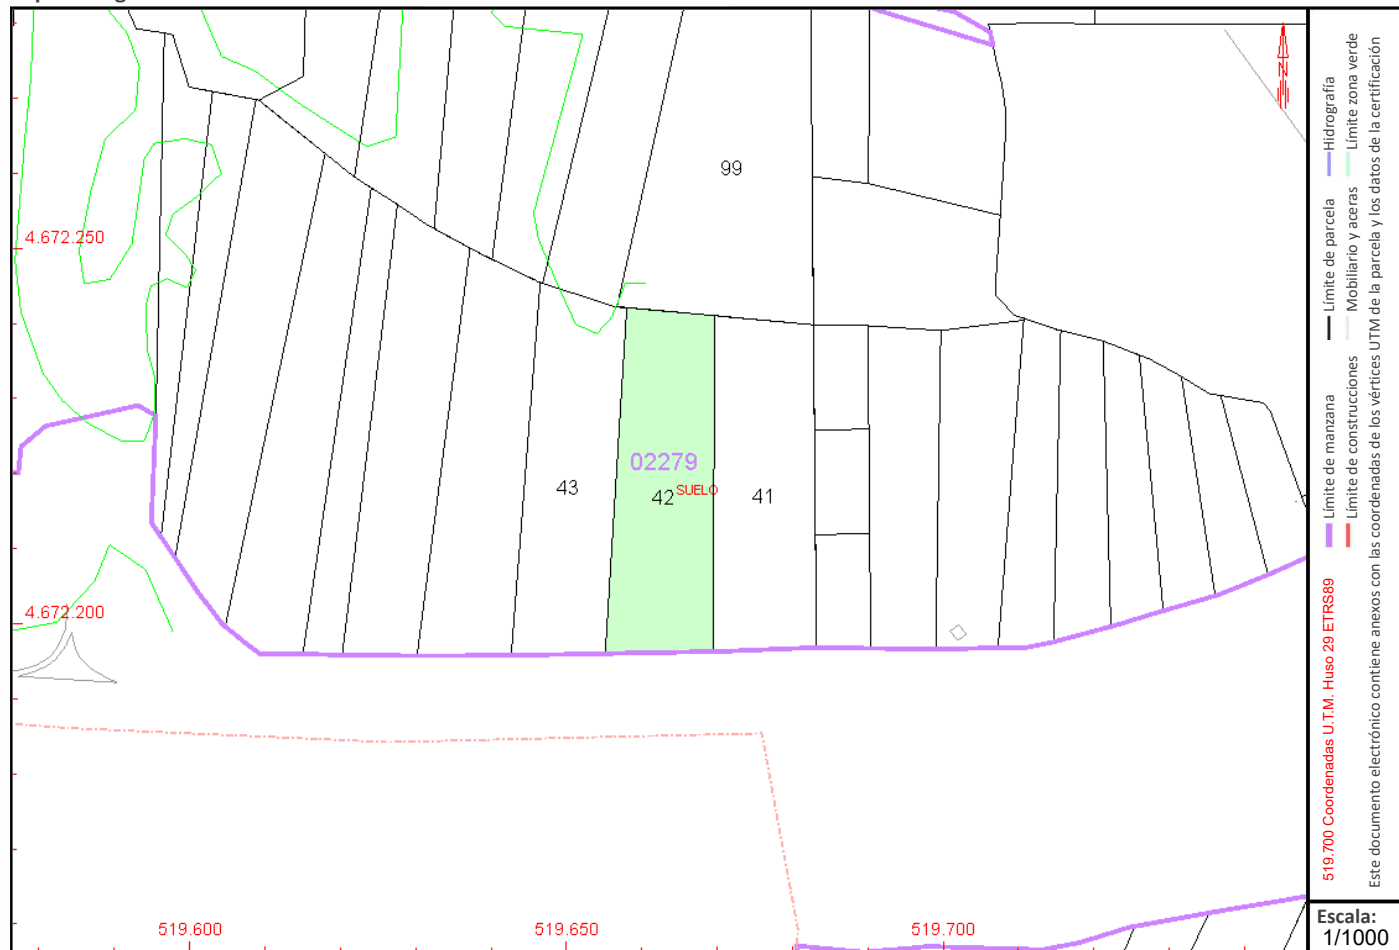 99
4.672.250
02279
43
42
SUELO
41
4.672.200
519.600
519.650
519.700
N
519.700 Coordenadas U.T.M. Huso 29 ETRS89
Límite de manzana
Límite de parcela
Hidrografía
Límite de construcciones
Mobiliario y aceras
Límite zona verde
Este documento electrónico contiene anexos con las coordenadas de los vértices UTM de la parcela y los datos de la certificación
Escala:
1/1000